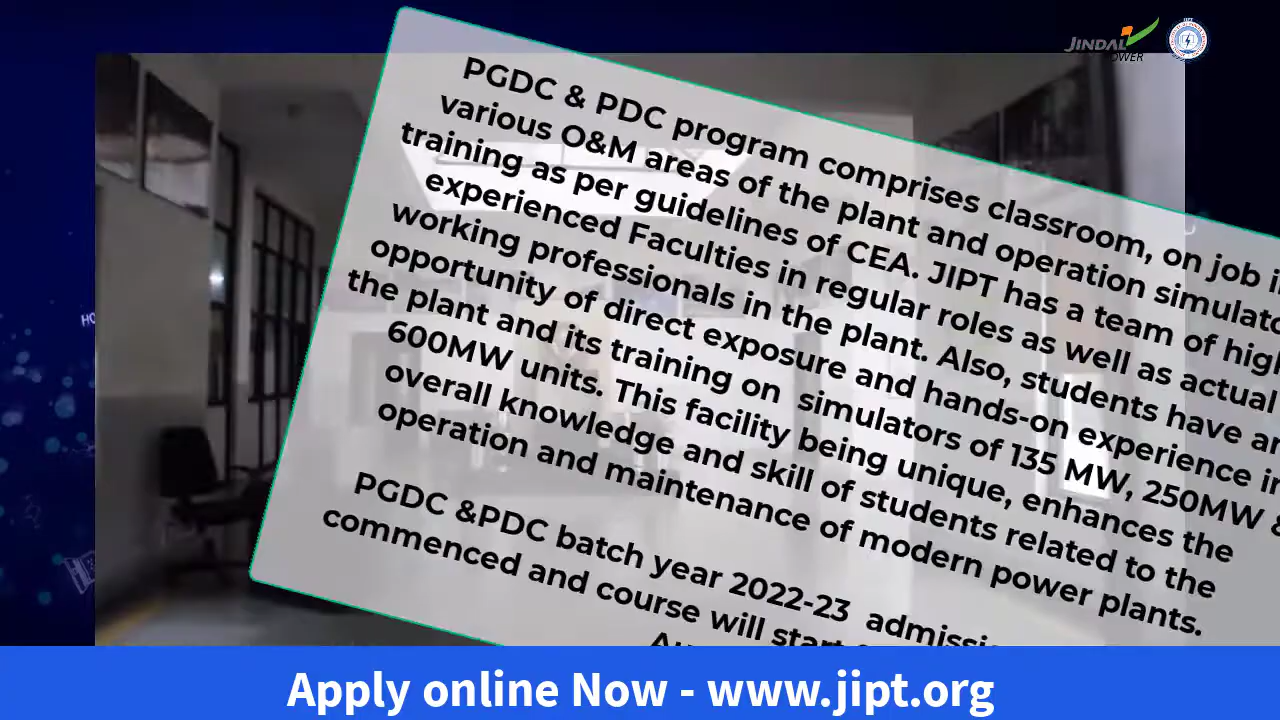 JINDAL
POWER
JIPT
PGDC & PDC program comprises classroom, on job
various O&M areas of the plant and operation
training as per guidelines of CEA. JIPT has a team of
experienced Faculties in regular roles as well as actual
working professionals in the plant. Also, students have
opportunity of direct exposure and hands-on experience
the plant and its training on simulators of 135 MW, 250MW
600MW units. This facility being unique, enhances the
overall knowledge and skill of students related to the
operation and maintenance of modern power plants.
PGDC &PDC batch year 2022-23
commenced and course will start
Apply online Now - www.jipt.org